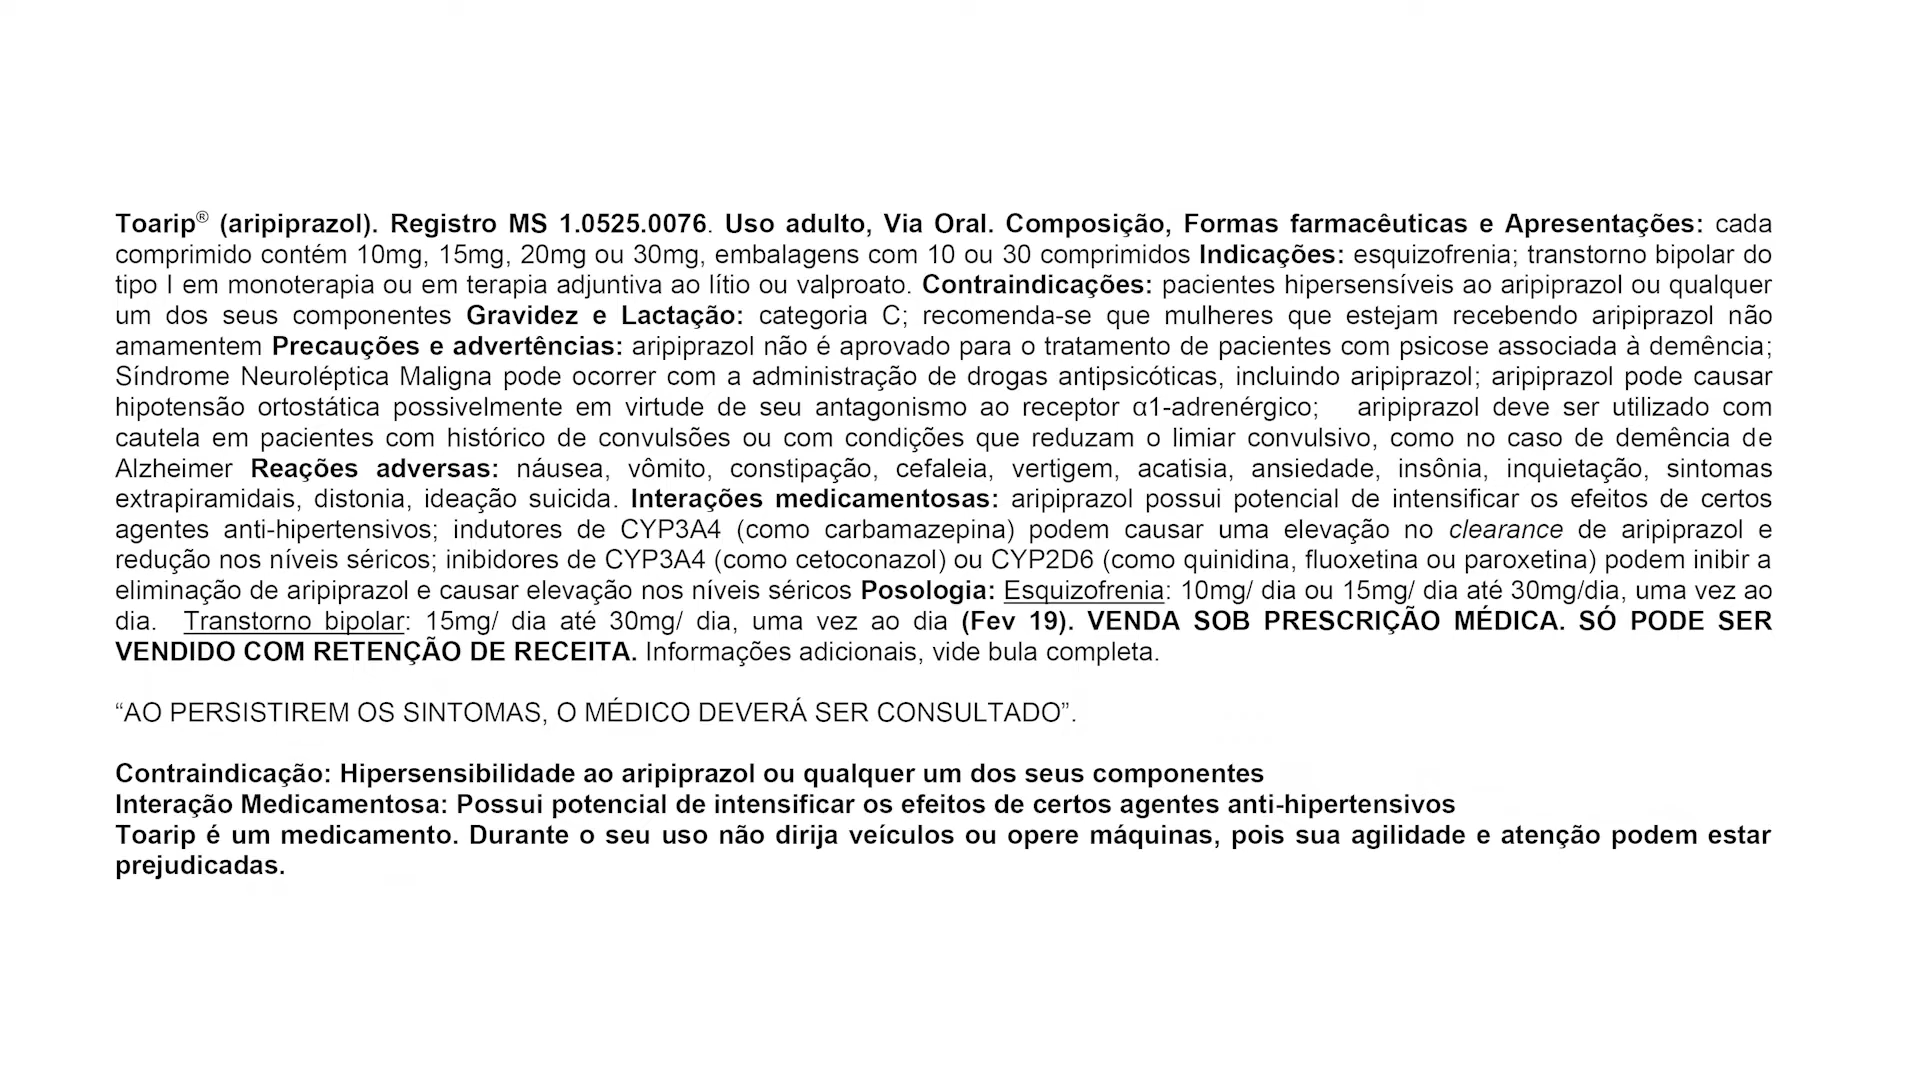 Toarip® (aripiprazol). Registro MS 1.0525.0076. Uso adulto, Via Oral. Composição, Formas farmacêuticas e Apresentações: cada
comprimido contém 10mg, 15mg, 20mg ou 30mg, embalagens com 10 ou 30 comprimidos Indicações: esquizofrenia; transtorno bipolar do
tipo I em monoterapia ou em terapia adjuntiva ao lítio ou valproato. Contraindicações: pacientes hipersensíveis ao aripiprazol ou qualquer
um dos seus componentes Gravidez e Lactação: categoria C; recomenda-se que mulheres que estejam recebendo aripiprazol não
amamentem Precauções e advertências: aripiprazol não é aprovado para o tratamento de pacientes com psicose associada à demência;
Síndrome Neuroléptica Maligna pode ocorrer com a administração de drogas antipsicóticas, incluindo aripiprazol; aripiprazol pode causar
hipotensão ortostática possivelmente em virtude de seu antagonismo ao receptor α1-adrenérgico; aripiprazol deve ser utilizado com
cautela em pacientes com histórico de convulsões ou com condições que reduzam o limiar convulsivo, como no caso de demência de
Alzheimer Reações adversas: náusea, vômito, constipação, cefaleia, vertigem, acatisia, ansiedade, insônia, inquietação, sintomas
extrapiramidais, distonia, ideação suicida. Interações medicamentosas: aripiprazol possui potencial de intensificar os efeitos de certos
agentes anti-hipertensivos; indutores de CYP3A4 (como carbamazepina) podem causar uma elevação no clearance de aripiprazol e
redução nos níveis séricos; inibidores de CYP3A4 (como cetoconazol) ou CYP2D6 (como quinidina, fluoxetina ou paroxetina) podem inibir a
eliminação de aripiprazol e causar elevação nos níveis séricos Posologia: Esquizofrenia: 10mg/ dia ou 15mg/ dia até 30mg/dia, uma vez ao
dia. Transtorno bipolar: 15mg/ dia até 30mg/ dia, uma vez ao dia (Fev 19). VENDA SOB PRESCRIÇÃO MÉDICA. SÓ PODE SER
VENDIDO COM RETENÇÃO DE RECEITA. Informações adicionais, vide bula completa.
“AO PERSISTIREM OS SINTOMAS, O MÉDICO DEVERÁ SER CONSULTADO”.
Contraindicação: Hipersensibilidade ao aripiprazol ou qualquer um dos seus componentes
Interação Medicamentosa: Possui potencial de intensificar os efeitos de certos agentes anti-hipertensivos
Toarip é um medicamento. Durante o seu uso não dirija veículos ou opere máquinas, pois sua agilidade e atenção podem estar
prejudicadas.